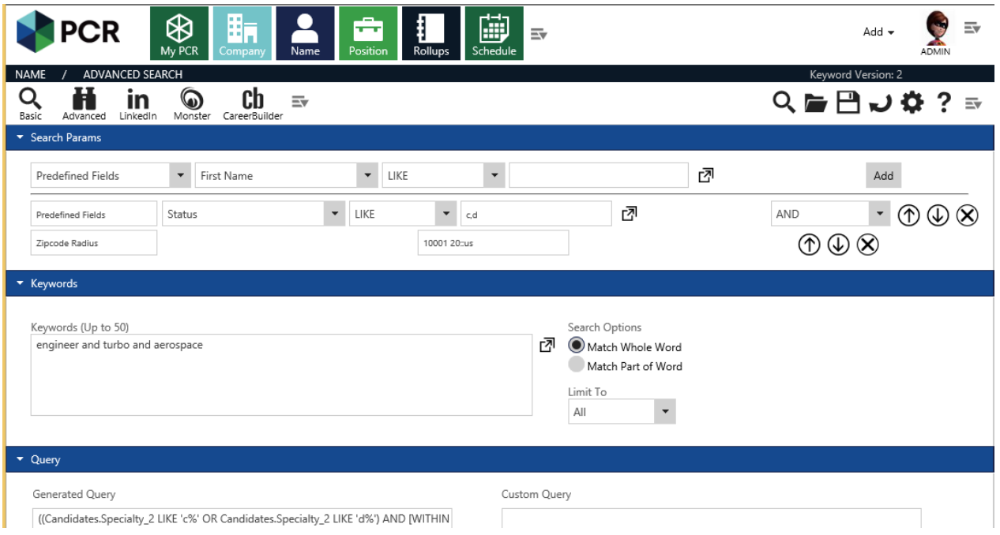 PCR
My PCR
Company
Name
Position
Rollups
Schedule
Add
ADMIN
NAME / ADVANCED SEARCH
Keyword Version: 2
Basic
Advanced
in
LinkedIn
Monster
cb
CareerBuilder
?
Search Params
Predefined Fields First Name LIKE Add
Predefined Fields Status LIKE c,d AND
Zipcode Radius 10001 20::us
Keywords
Keywords (Up to 50)
engineer and turbo and aerospace
Search Options
Match Whole Word
Match Part of Word
Limit To
All
Query
Generated Query
((Candidates.Specialty_2 LIKE 'c%' OR Candidates.Specialty_2 LIKE 'd%') AND [WITHIN
Custom Query